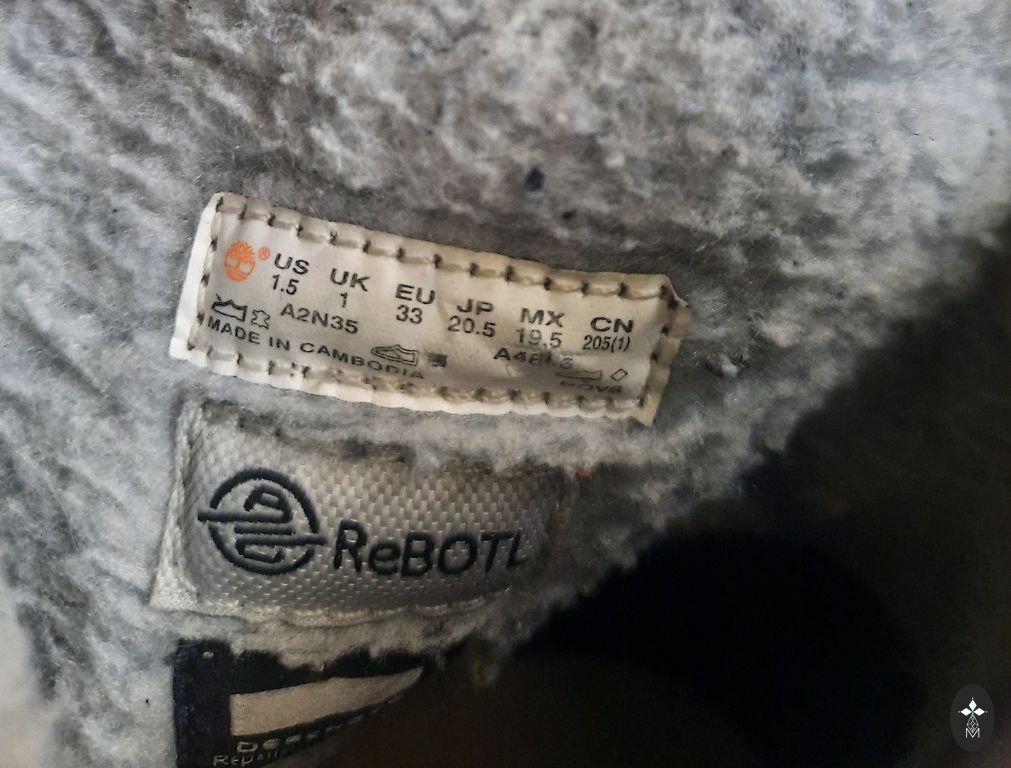 ® US UK EU JP MX CN
1.5 1 33 20.5 19.5 205(1)
A2N35
MADE IN CAMBODIA
BOYS
ReBOTL